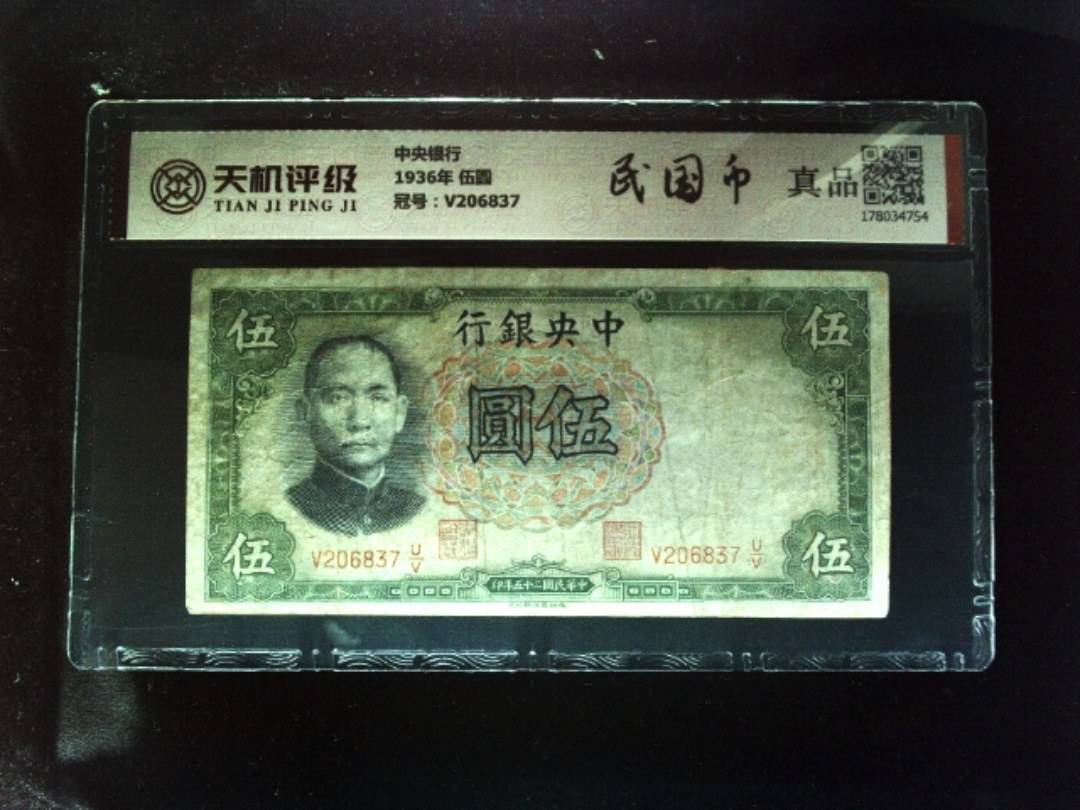 天机评级
TIAN JI PING JI
中央银行
1936年 伍圆
冠号：V206837
民国币
真品
178034754
伍
行銀央中
伍
圓伍
伍
V206837 U/V
V206837 U/V
伍
印年五十二國民華中